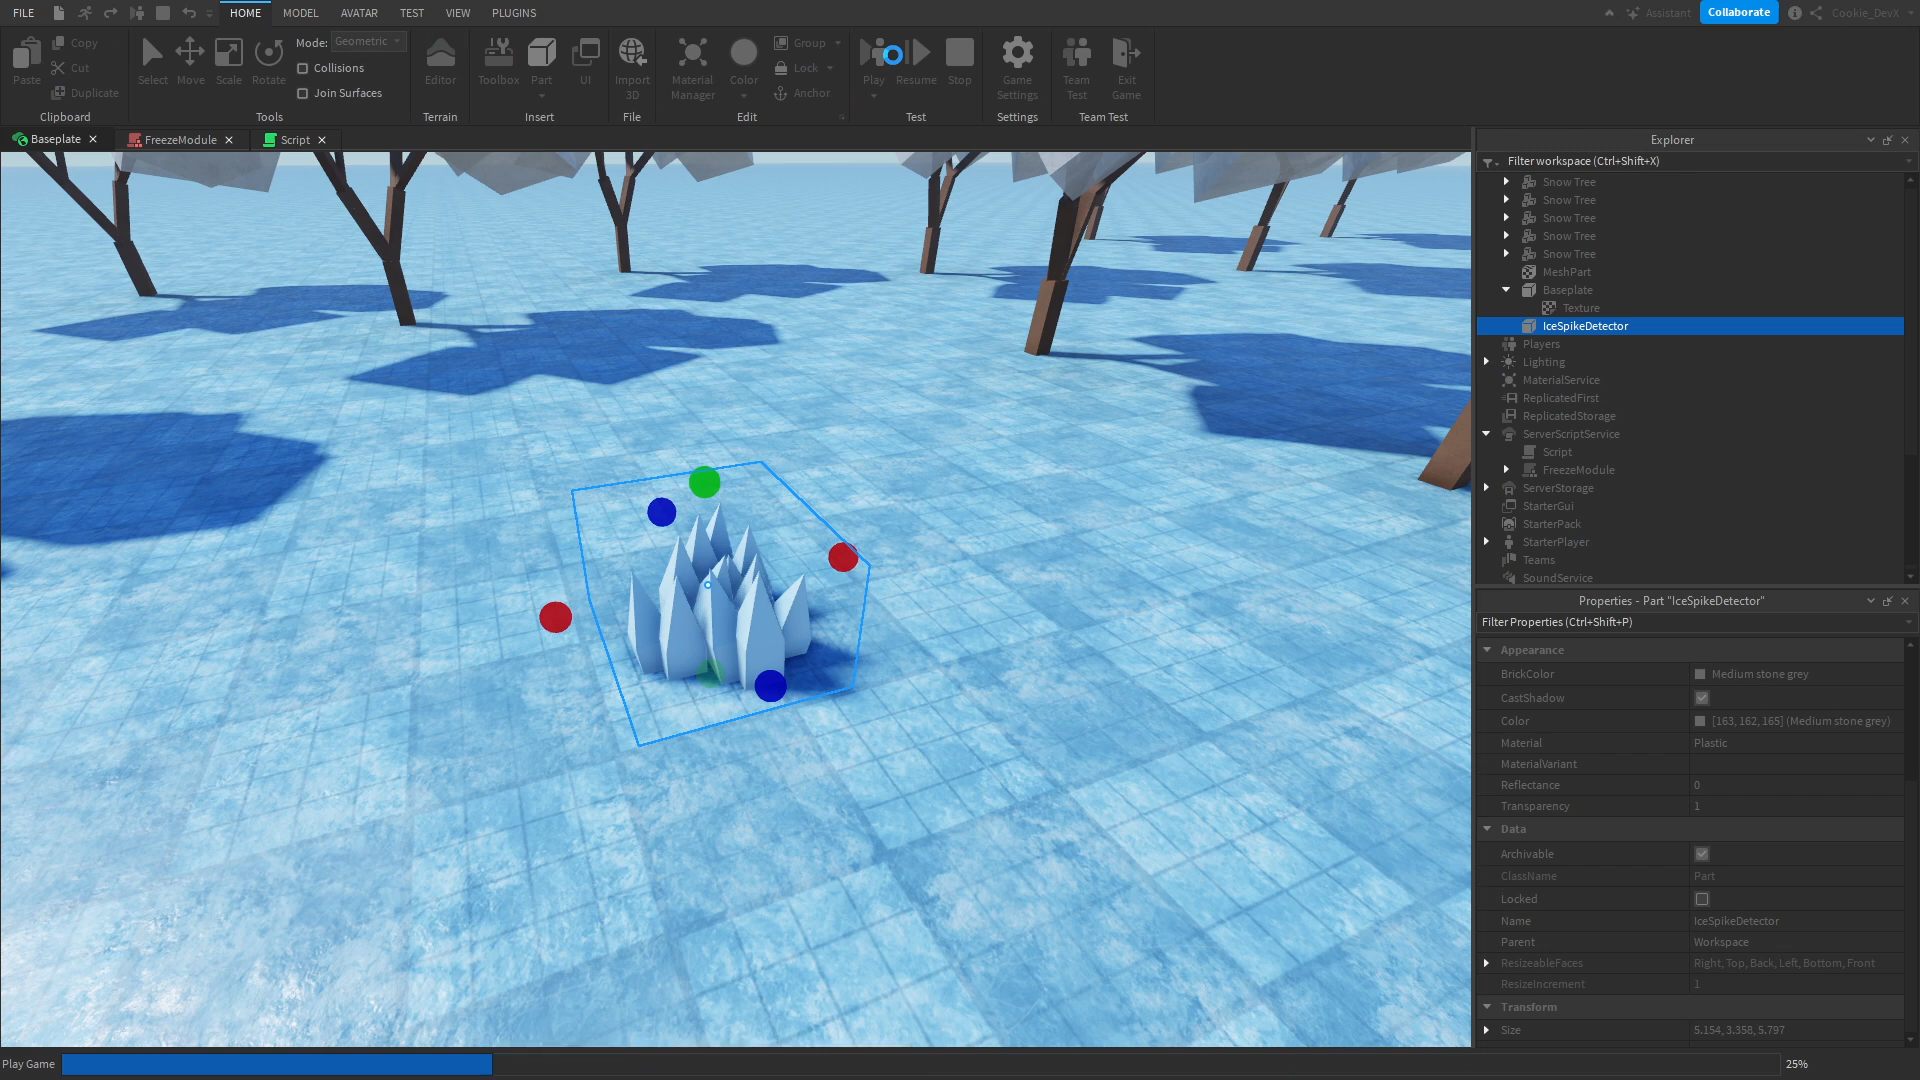 FILE HOME MODEL AVATAR TEST VIEW PLUGINS Assistant Collaborate Cookie_DevX
Paste Copy Cut Duplicate
Clipboard
Select Move Scale Rotate
Mode: Geometric
Collisions
Join Surfaces
Tools
Editor
Terrain
Toolbox Part UI
Insert
Import 3D
File
Material Manager Color
Group
Lock
Anchor
Edit
Play Resume Stop
Test
Game Settings
Settings
Team Test
Exit Game
Team Test
Baseplate FreezeModule Script
Explorer
Filter workspace (Ctrl+Shift+X)
Snow Tree
Snow Tree
Snow Tree
Snow Tree
Snow Tree
MeshPart
Baseplate
Texture
IceSpikeDetector
Players
Lighting
MaterialService
ReplicatedFirst
ReplicatedStorage
ServerScriptService
Script
FreezeModule
ServerStorage
StarterGui
StarterPack
StarterPlayer
Teams
SoundService
Properties - Part "IceSpikeDetector"
Filter Properties (Ctrl+Shift+P)
Appearance
BrickColor Medium stone grey
CastShadow
Color [163, 162, 165] (Medium stone grey)
Material Plastic
MaterialVariant
Reflectance 0
Transparency 1
Data
Archivable
ClassName Part
Locked
Name IceSpikeDetector
Parent Workspace
ResizeableFaces Right, Top, Back, Left, Bottom, Front
ResizeIncrement 1
Transform
Size 5.154, 3.358, 5.797
Play Game 25%